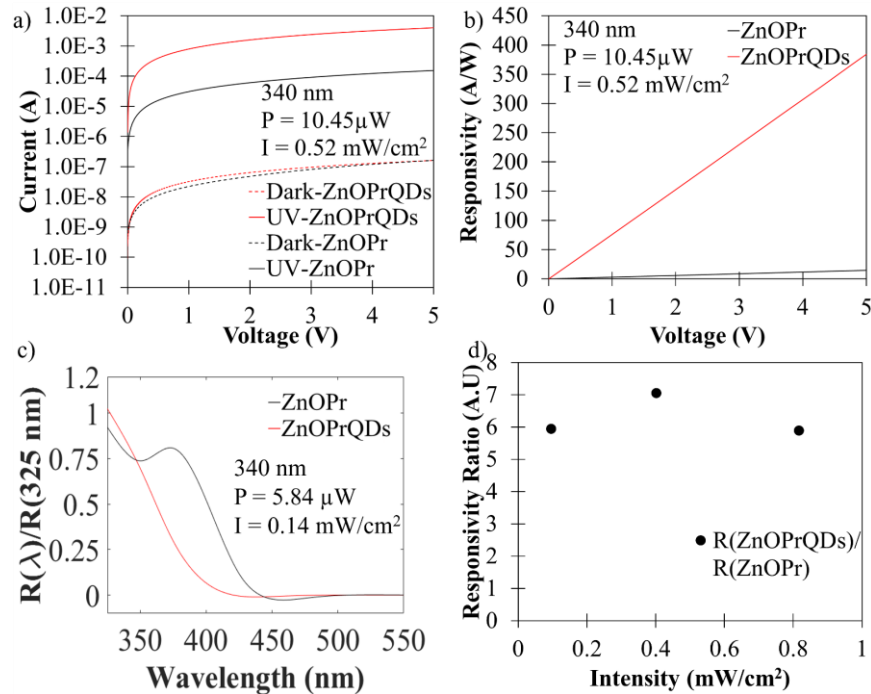 a)
1.0E-2
1.0E-3
1.0E-4
1.0E-5
1.0E-6
1.0E-7
1.0E-8
1.0E-9
1.0E-10
1.0E-11
Current (A)
340 nm
P = 10.45μW
I = 0.52 mW/cm²
Dark-ZnOPrQDs
UV-ZnOPrQDs
Dark-ZnOPr
UV-ZnOPr
0 1 2 3 4 5
Voltage (V)
b)
450
400
350
300
250
200
150
100
50
0
Responsivity (A/W)
340 nm
P = 10.45μW
I = 0.52 mW/cm²
ZnOPr
ZnOPrQDs
0 1 2 3 4 5
Voltage (V)
c)
1.2
1
0.75
0.5
0.25
0
R(λ)/R(325 nm)
ZnOPr
ZnOPrQDs
340 nm
P = 5.84 μW
I = 0.14 mW/cm²
350 400 450 500 550
Wavelength (nm)
d)
8
7
6
5
4
3
2
1
0
Responsivity Ratio (A.U)
R(ZnOPrQDs)/
R(ZnOPr)
0 0.2 0.4 0.6 0.8 1
Intensity (mW/cm²)